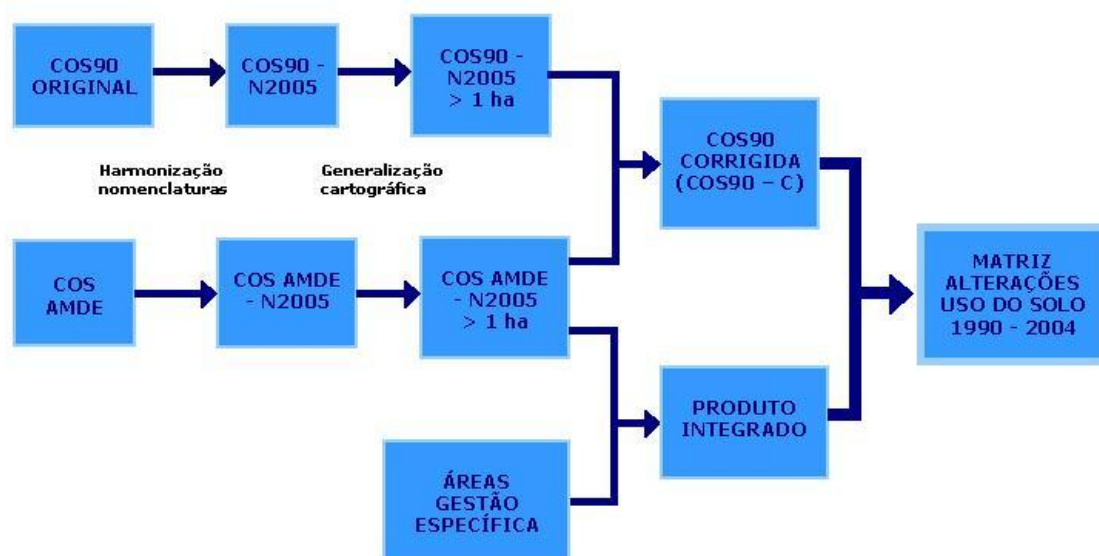 COS90
ORIGINAL
COS90 -
N2005
COS90 -
N2005
> 1 ha
Harmonização
nomenclaturas
Generalização
cartográfica
COS90
CORRIGIDA
(COS90 – C)
COS
AMDE
COS AMDE
- N2005
COS AMDE
- N2005
> 1 ha
MATRIZ
ALTERAÇÕES
USO DO SOLO
1990 - 2004
PRODUTO
INTEGRADO
ÁREAS
GESTÃO
ESPECÍFICA